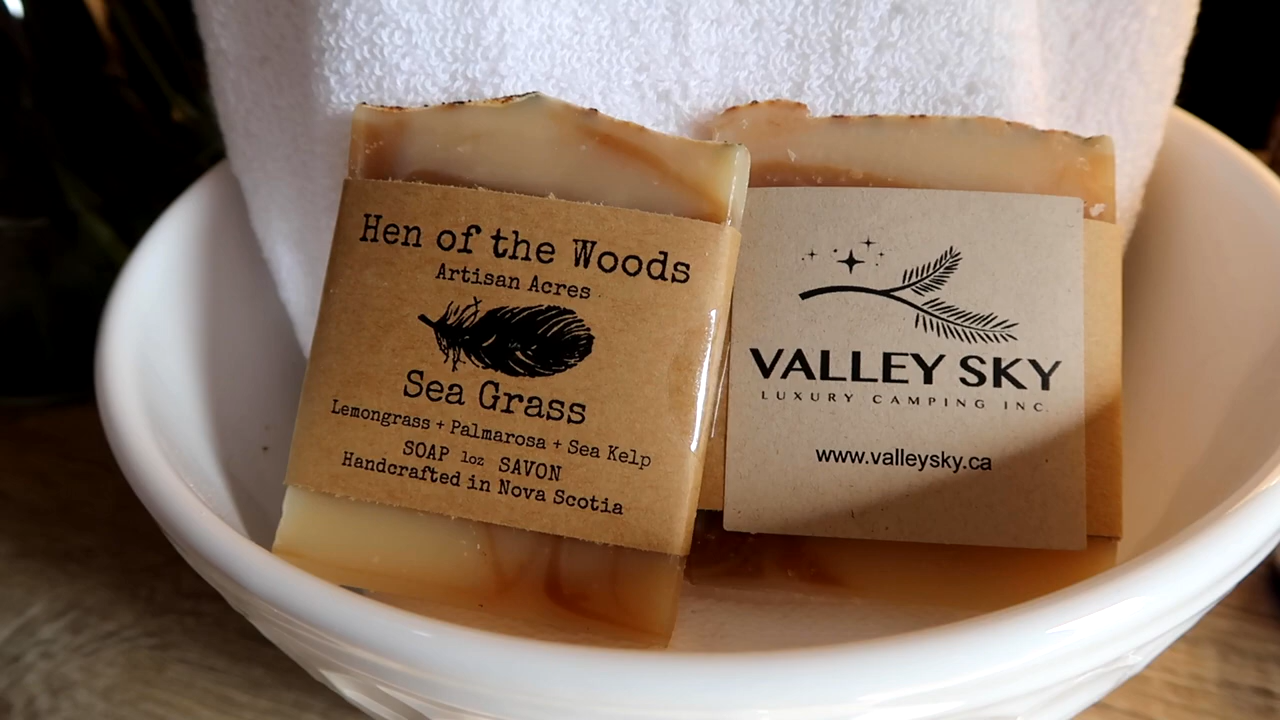 Hen of the Woods
Artisan Acres
Sea Grass
Lemongrass + Palmarosa + Sea Kelp
SOAP 1oz SAVON
Handcrafted in Nova Scotia
VALLEY SKY
LUXURY CAMPING INC.
www.valleysky.ca